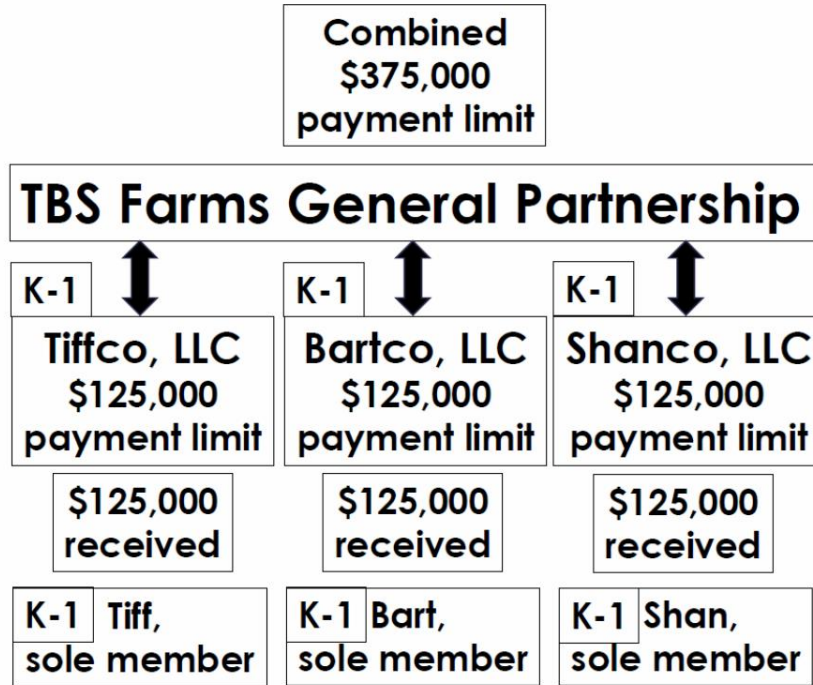 Combined
$375,000
payment limit
TBS Farms General Partnership
K-1
K-1
K-1
Tiffco, LLC
$125,000
payment limit
Bartco, LLC
$125,000
payment limit
Shanco, LLC
$125,000
payment limit
$125,000
received
$125,000
received
$125,000
received
K-1 Tiff,
sole member
K-1 Bart,
sole member
K-1 Shan,
sole member